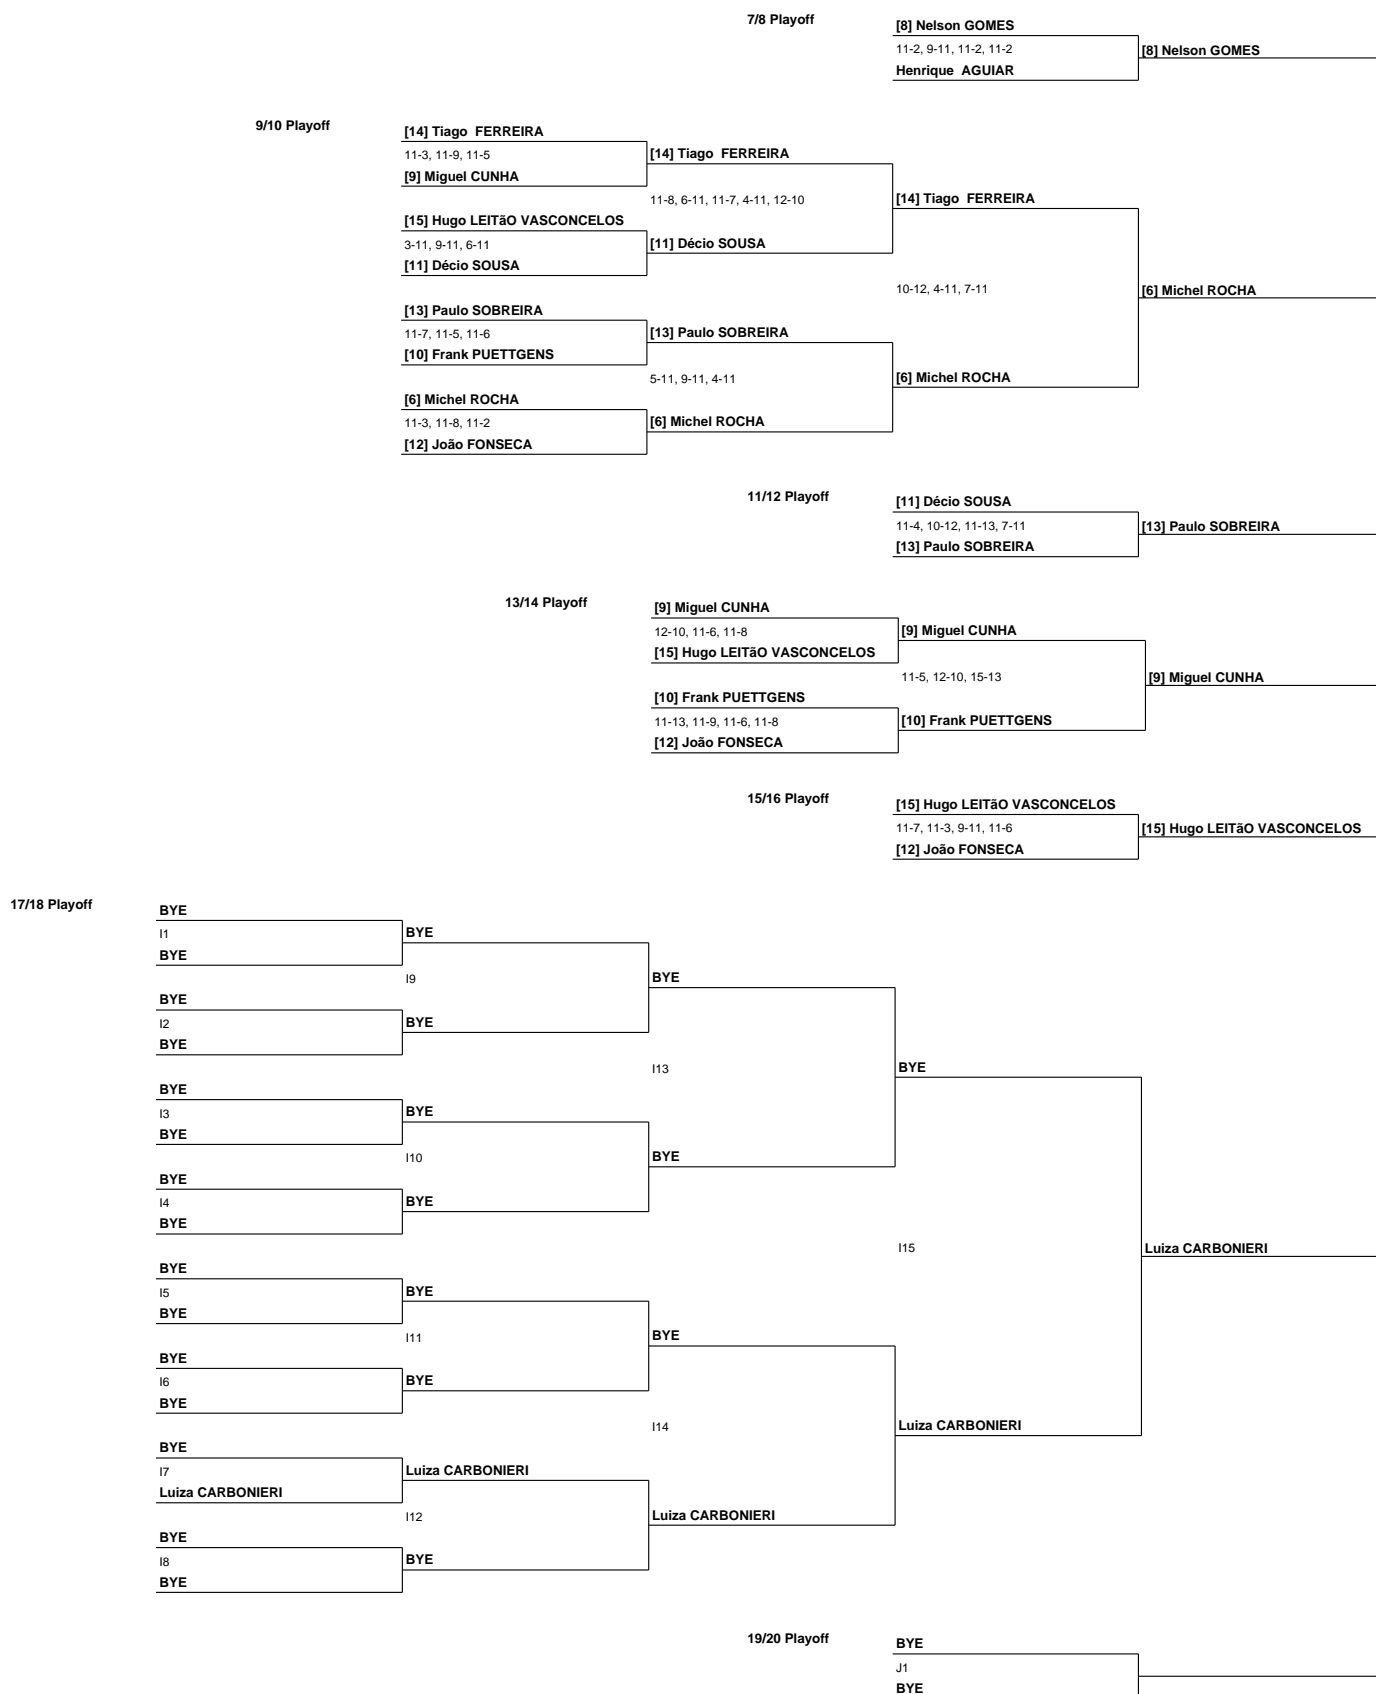 7/8 Playoff
[8] Nelson GOMES
11-2, 9-11, 11-2, 11-2
[8] Nelson GOMES
Henrique  AGUIAR
9/10 Playoff
[14] Tiago  FERREIRA
11-3, 11-9, 11-5
[14] Tiago  FERREIRA
[9] Miguel CUNHA
11-8, 6-11, 11-7, 4-11, 12-10
[14] Tiago  FERREIRA
[15] Hugo LEITãO VASCONCELOS
3-11, 9-11, 6-11
[11] Décio SOUSA
[11] Décio SOUSA
10-12, 4-11, 7-11
[6] Michel ROCHA
[13] Paulo SOBREIRA
11-7, 11-5, 11-6
[13] Paulo SOBREIRA
[10] Frank PUETTGENS
5-11, 9-11, 4-11
[6] Michel ROCHA
[6] Michel ROCHA
11-3, 11-8, 11-2
[6] Michel ROCHA
[12] João FONSECA
11/12 Playoff
[11] Décio SOUSA
11-4, 10-12, 11-13, 7-11
[13] Paulo SOBREIRA
[13] Paulo SOBREIRA
13/14 Playoff
[9] Miguel CUNHA
12-10, 11-6, 11-8
[9] Miguel CUNHA
[15] Hugo LEITãO VASCONCELOS
11-5, 12-10, 15-13
[9] Miguel CUNHA
[10] Frank PUETTGENS
11-13, 11-9, 11-6, 11-8
[10] Frank PUETTGENS
[12] João FONSECA
15/16 Playoff
[15] Hugo LEITãO VASCONCELOS
11-7, 11-3, 9-11, 11-6
[15] Hugo LEITãO VASCONCELOS
[12] João FONSECA
17/18 Playoff
BYE
I1
BYE
BYE
I9
BYE
BYE
I2
BYE
BYE
I13
BYE
BYE
I3
BYE
BYE
I10
BYE
BYE
I4
BYE
BYE
I15
Luiza CARBONIERI
BYE
I5
BYE
BYE
I11
BYE
BYE
I6
BYE
BYE
I14
Luiza CARBONIERI
BYE
I7
Luiza CARBONIERI
Luiza CARBONIERI
I12
Luiza CARBONIERI
BYE
I8
BYE
BYE
19/20 Playoff
BYE
J1
BYE